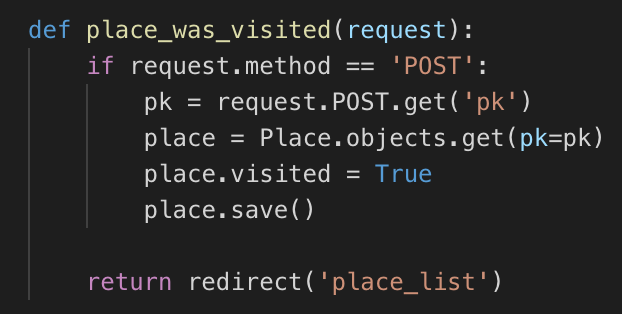 def place_was_visited(request):
    if request.method == 'POST':
        pk = request.POST.get('pk')
        place = Place.objects.get(pk=pk)
        place.visited = True
        place.save()

    return redirect('place_list')